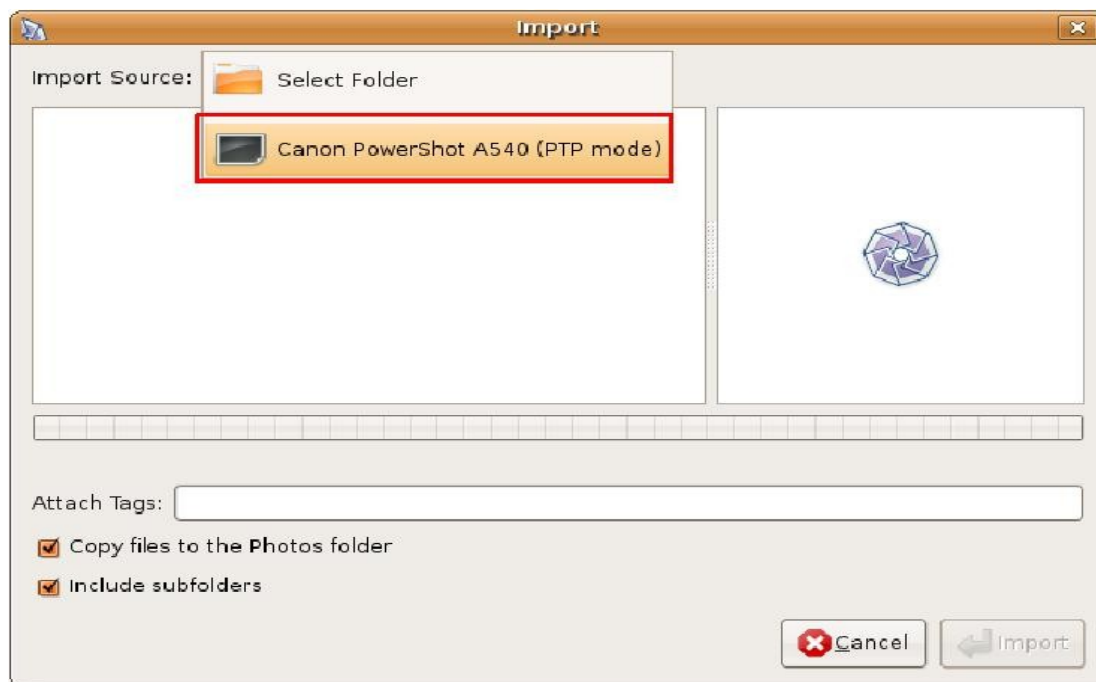 Import
Import Source:
Select Folder
Canon PowerShot A540 (PTP mode)
Attach Tags:
Copy files to the Photos folder
Include subfolders
Cancel
Import